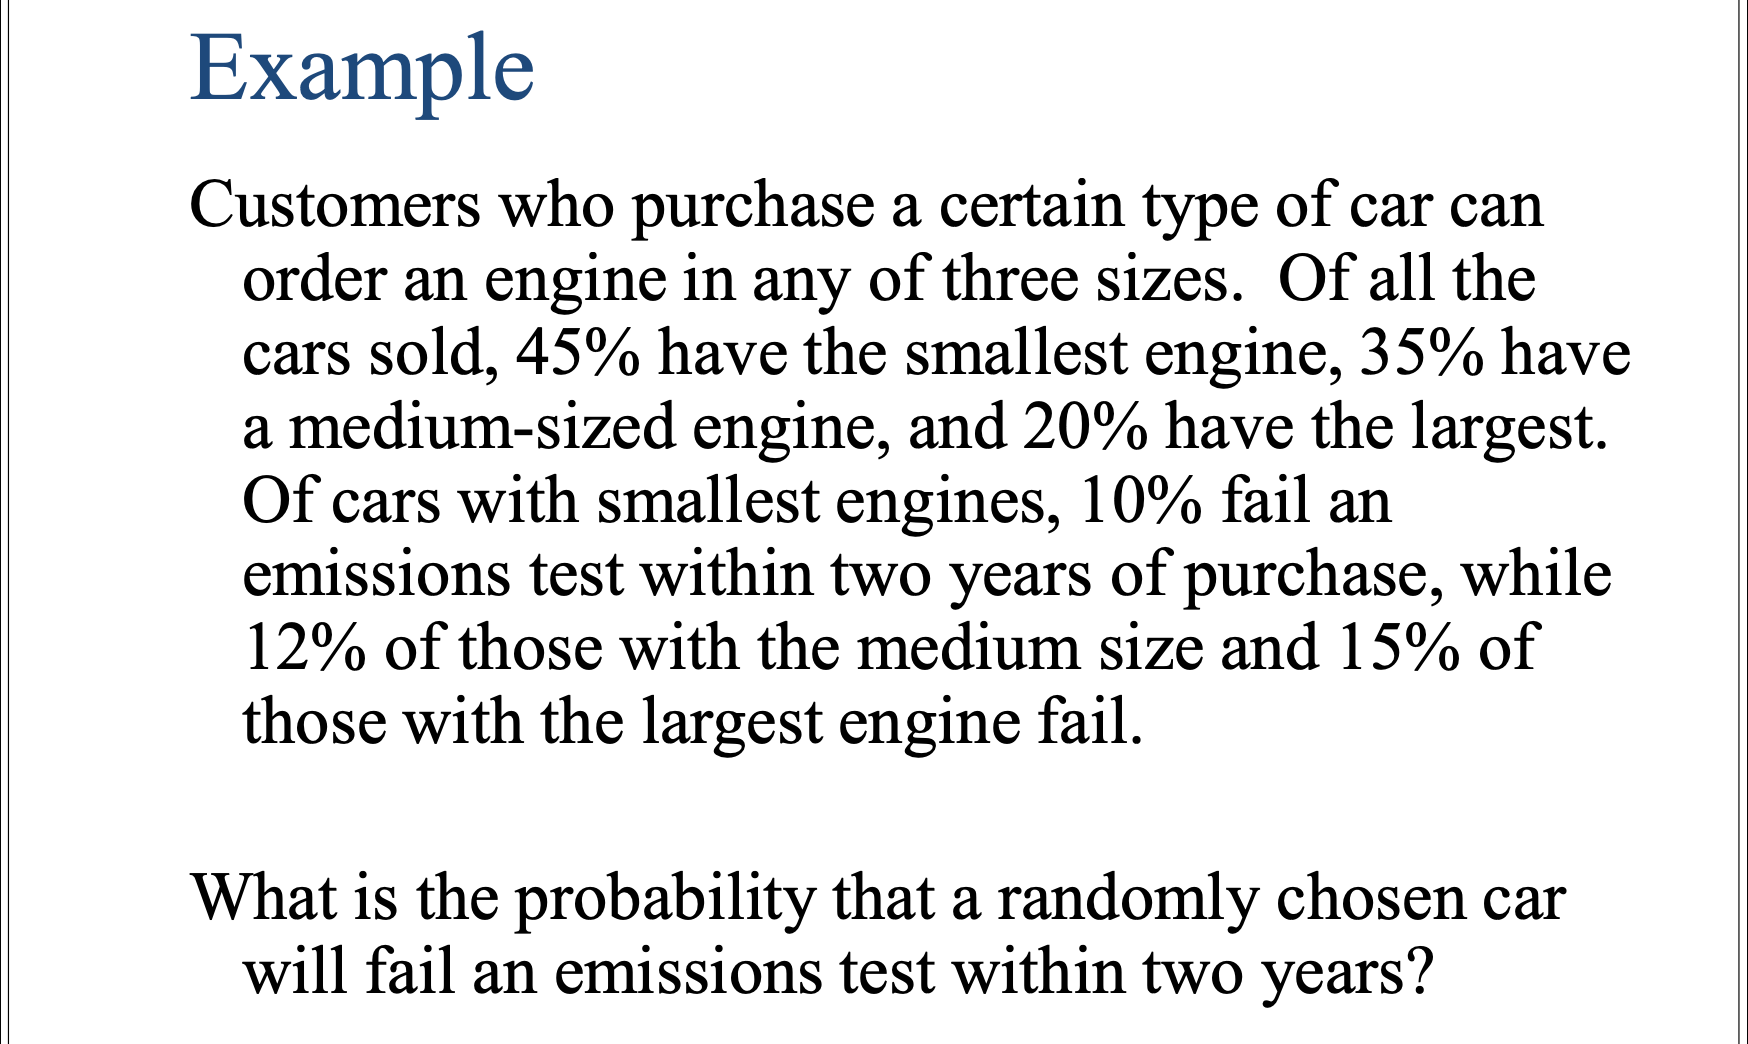 Example
Customers who purchase a certain type of car can
order an engine in any of three sizes.  Of all the
cars sold, 45% have the smallest engine, 35% have
a medium-sized engine, and 20% have the largest.
Of cars with smallest engines, 10% fail an
emissions test within two years of purchase, while
12% of those with the medium size and 15% of
those with the largest engine fail.
What is the probability that a randomly chosen car
will fail an emissions test within two years?